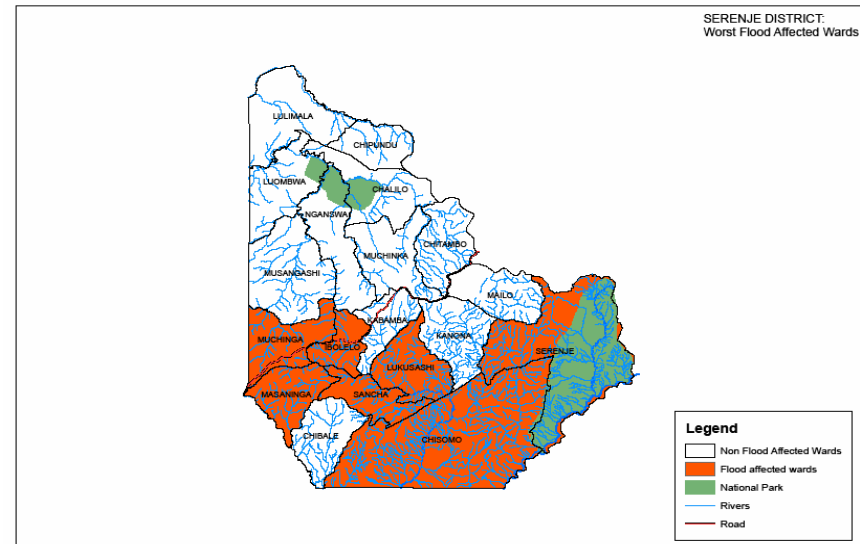 SERENJE DISTRICT:
Worst Flood Affected Wards
LULIMALA
CHIPUNDU
LUOMBWA
CHALILO
NGANSWA
CHITAMBO
MUCHINKA
MUSANGASHI
MAILO
KABAMBA
KANONA
MUCHINGA
IBOLELO
SERENJE
LUKUSASHI
MASANINGA
SANCHA
CHIBALE
CHISOMO
Legend
Non Flood Affected Wards
Flood affected wards
National Park
Rivers
Road